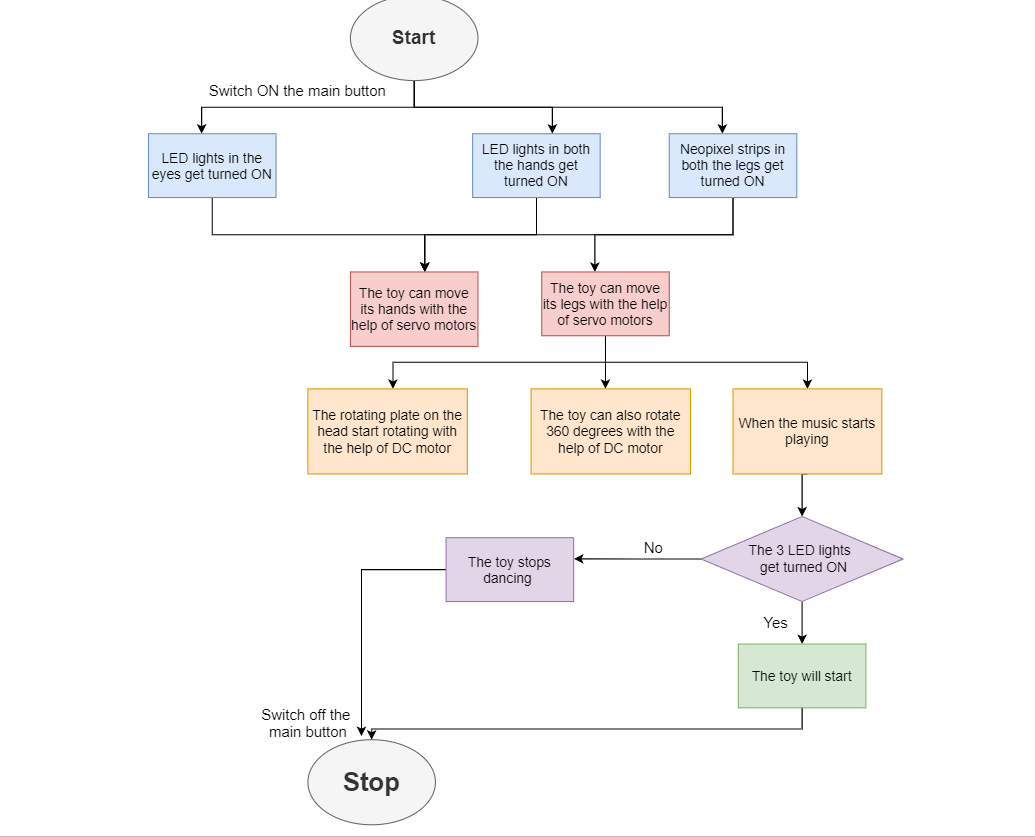 Start
Switch ON the main button
LED lights in the
eyes get turned ON
LED lights in both
the hands get
turned ON
Neopixel strips in
both the legs get
turned ON
The toy can move
its hands with the
help of servo motors
The toy can move
its legs with the help
of servo motors
The rotating plate on the
head start rotating with
the help of DC motor
The toy can also rotate
360 degrees with the
help of DC motor
When the music starts
playing
The 3 LED lights
get turned ON
No
The toy stops
dancing
Yes
The toy will start
Switch off the
main button
Stop